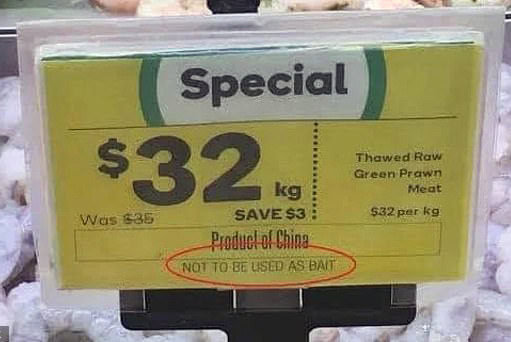 Special
$32 kg
Was $35
SAVE $3
Thawed Raw
Green Prawn
Meat
$32 per kg
Product of China
NOT TO BE USED AS BAIT